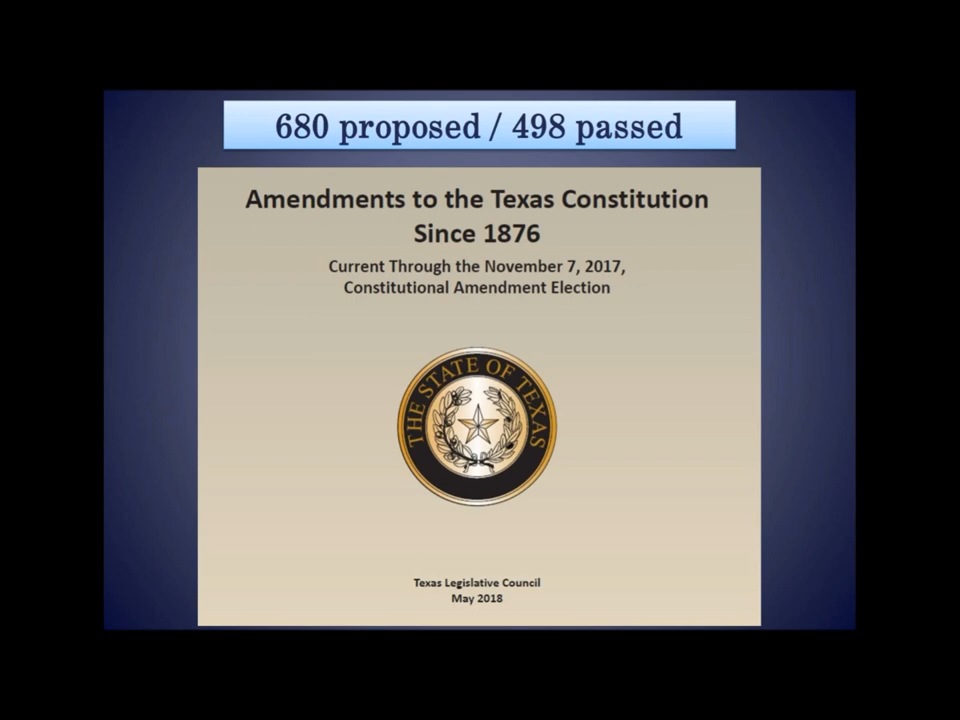 680 proposed / 498 passed
Amendments to the Texas Constitution
Since 1876
Current Through the November 7, 2017,
Constitutional Amendment Election
THE STATE OF TEXAS
Texas Legislative Council
May 2018